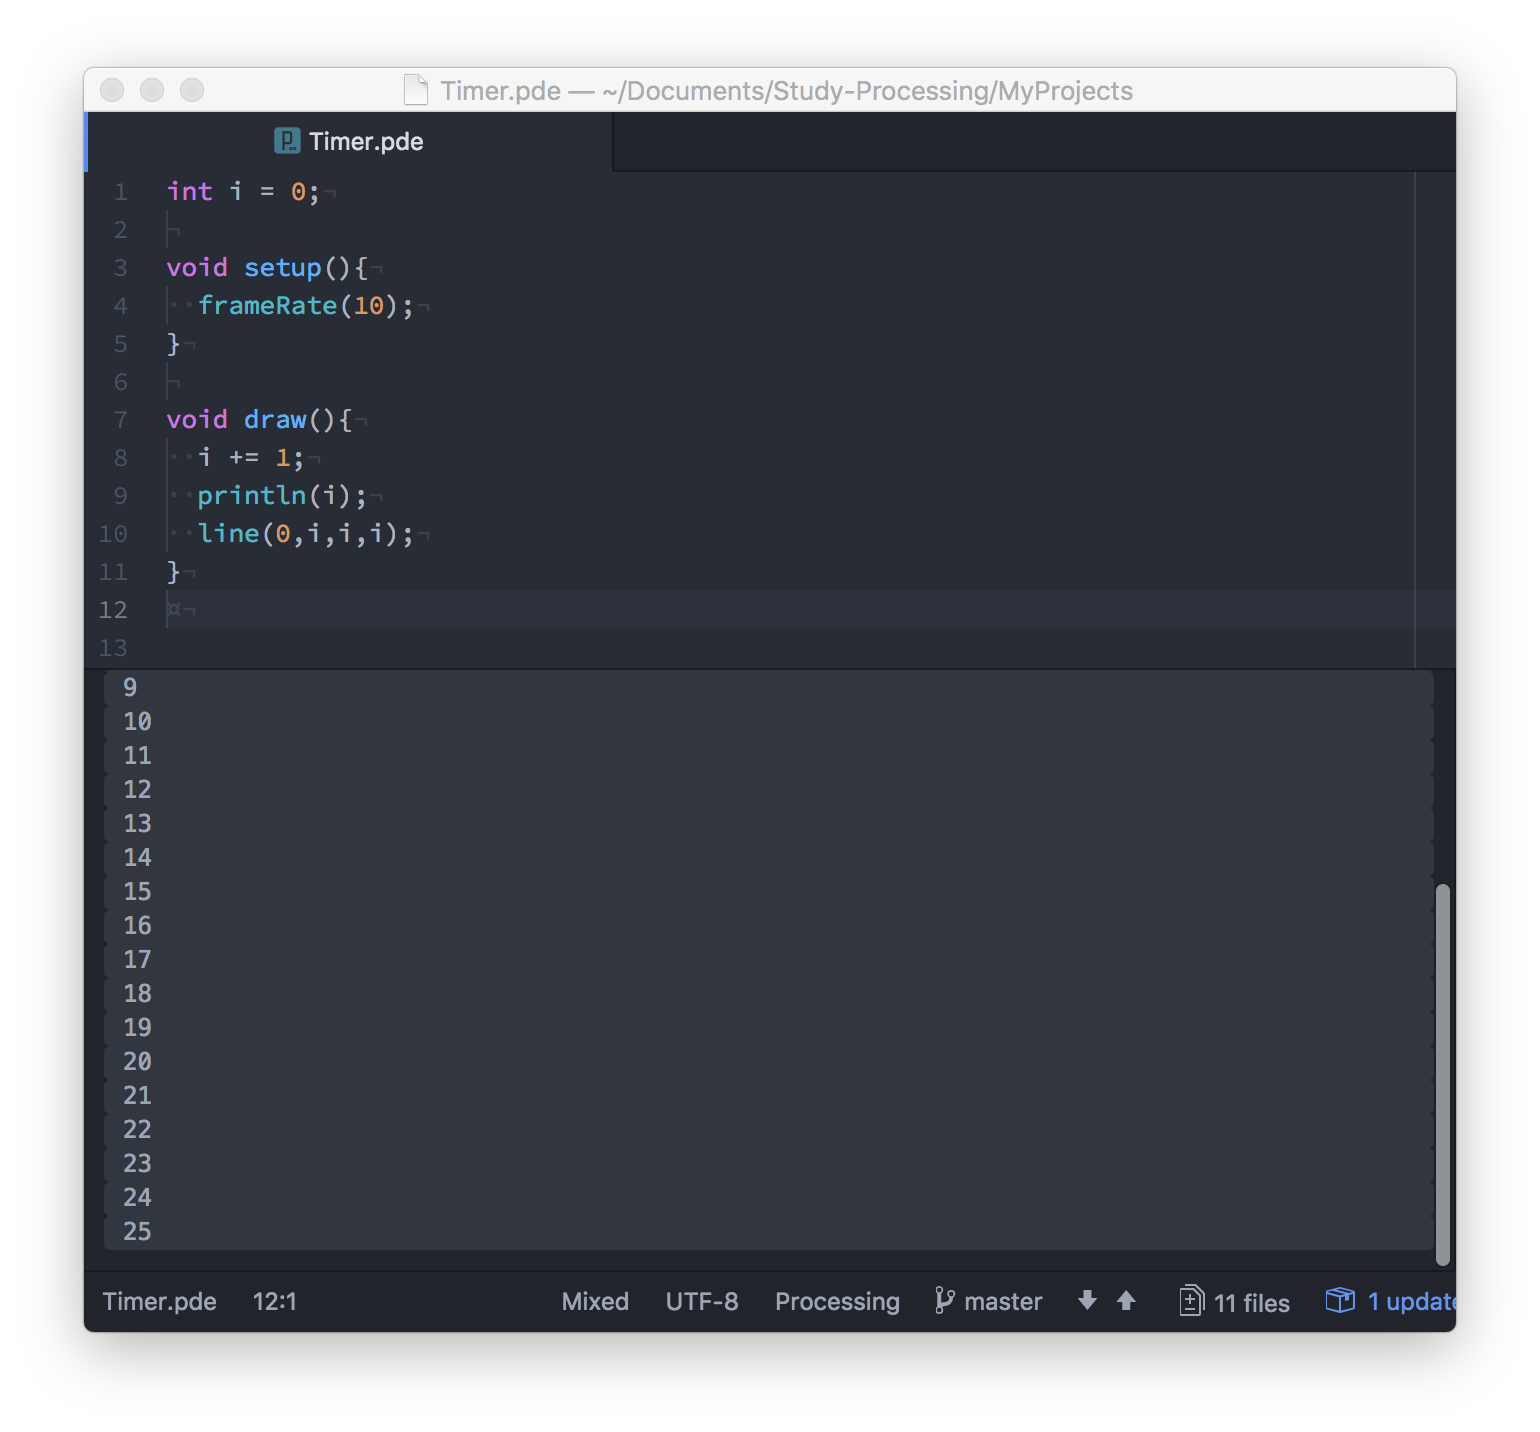 Timer.pde — ~/Documents/Study-Processing/MyProjects
Timer.pde
1 int i = 0;¬
2 ¬
3 void setup(){¬
4 ··frameRate(10);¬
5 }¬
6 ¬
7 void draw(){¬
8 ··i += 1;¬
9 ··println(i);¬
10 ··line(0,i,i,i);¬
11 }¬
12 ¤¬
13
9
10
11
12
13
14
15
16
17
18
19
20
21
22
23
24
25
Timer.pde 12:1 Mixed UTF-8 Processing master 11 files 1 update